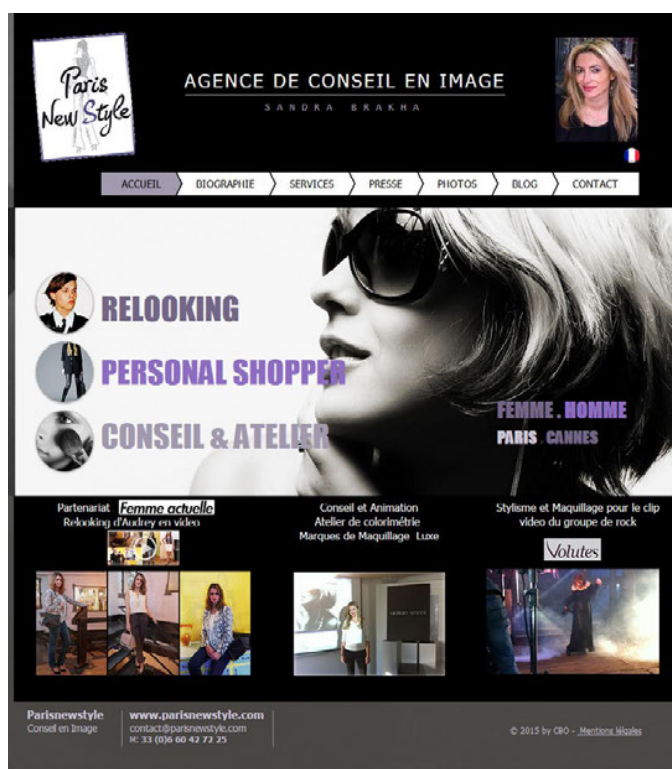 Paris
New Style
AGENCE DE CONSEIL EN IMAGE
SANDRA BRAKHA
ACCUEIL
BIOGRAPHIE
SERVICES
PRESSE
PHOTOS
BLOG
CONTACT
RELOOKING
PERSONAL SHOPPER
CONSEIL & ATELIER
FEMME . HOMME
PARIS . CANNES
Partenariat Femme actuelle
Relooking d'Audrey en video
Conseil et Animation
Atelier de colorimétrie
Marques de Maquillage Luxe
Stylisme et Maquillage pour le clip
video du groupe de rock
Volutes
GIORGIO ARMANI
Parisnewstyle
Conseil en Image
www.parisnewstyle.com
contact@parisnewstyle.com
M: 33 (0)6 60 42 72 25
© 2015 by CBO - Mentions légales